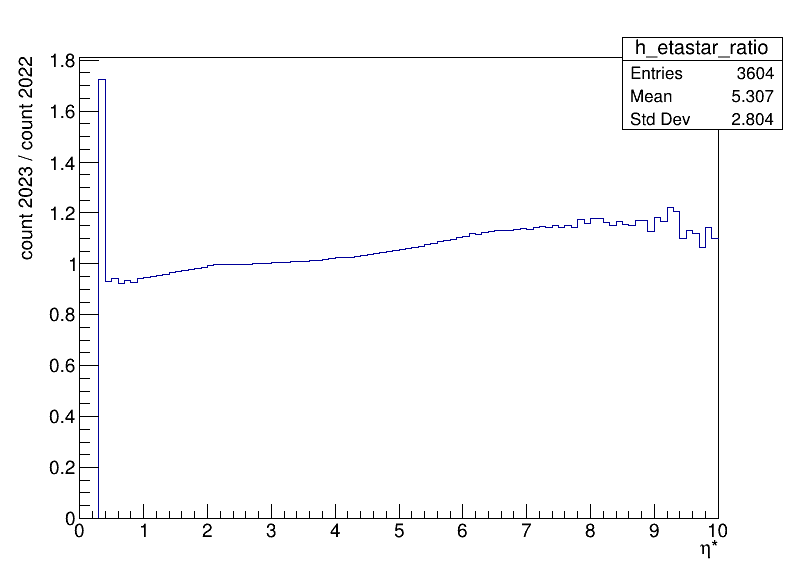 h_etastar_ratio
Entries 3604
Mean 5.307
Std Dev 2.804
count 2023 / count 2022
1.8
1.6
1.4
1.2
1
0.8
0.6
0.4
0.2
0
0 1 2 3 4 5 6 7 8 9 10
η*